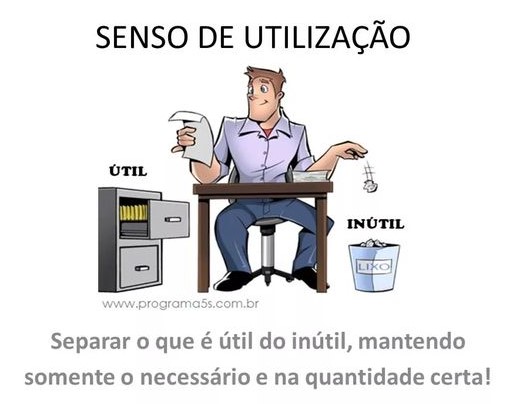 SENSO DE UTILIZAÇÃO
ÚTIL
INÚTIL
LIXO
www.programa5s.com.br
Separar o que é útil do inútil, mantendo
somente o necessário e na quantidade certa!